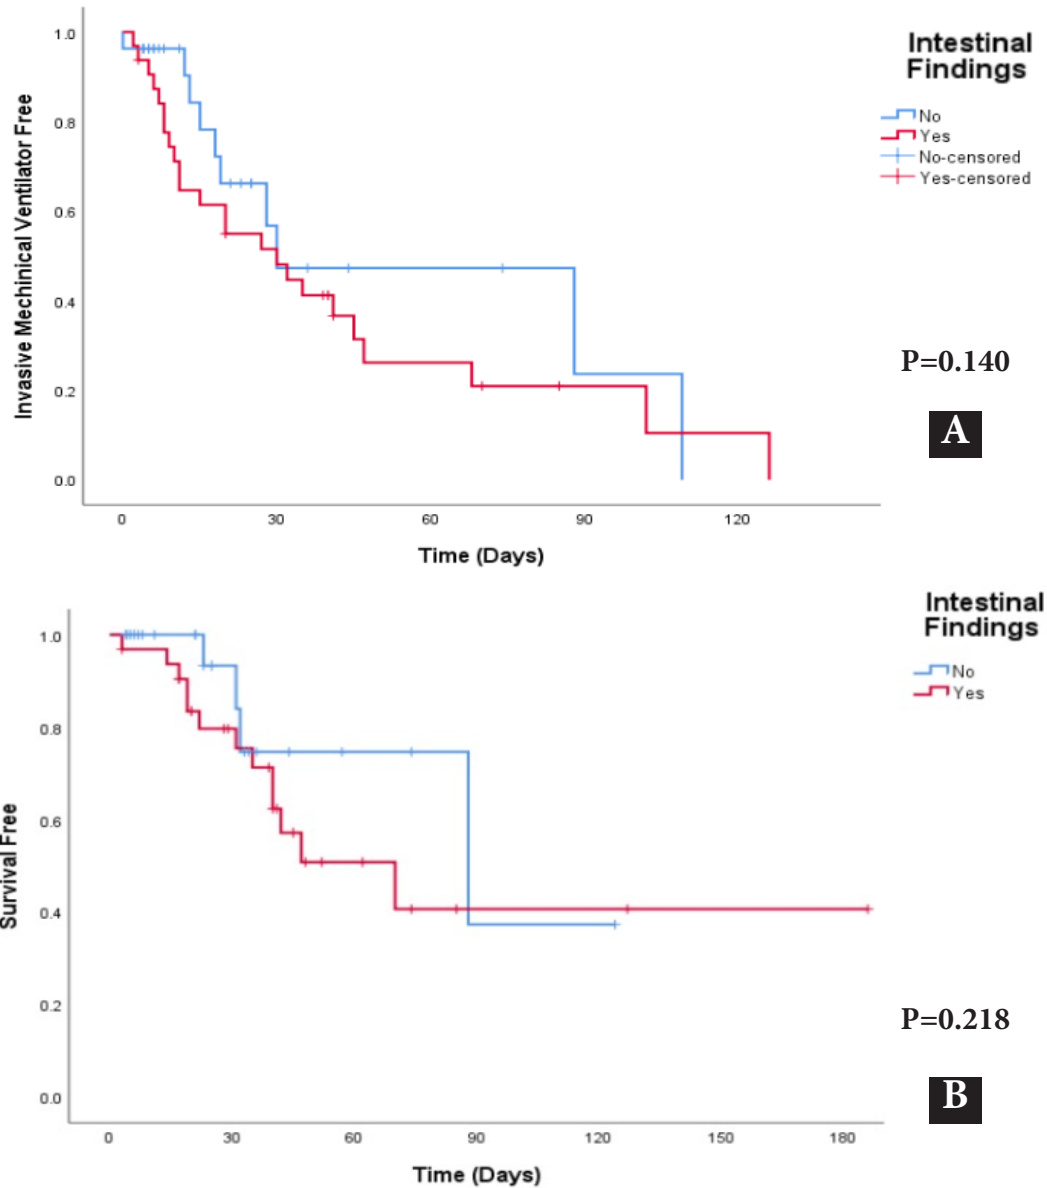 Intestinal
Findings
No
Yes
No-censored
Yes-censored
Invasive Mechinical Ventilator Free
1.0
0.8
0.6
0.4
0.2
0.0
0 30 60 90 120
Time (Days)
P=0.140
A
Intestinal
Findings
No
Yes
Survival Free
1.0
0.8
0.6
0.4
0.2
0.0
0 30 60 90 120 150 180
Time (Days)
P=0.218
B